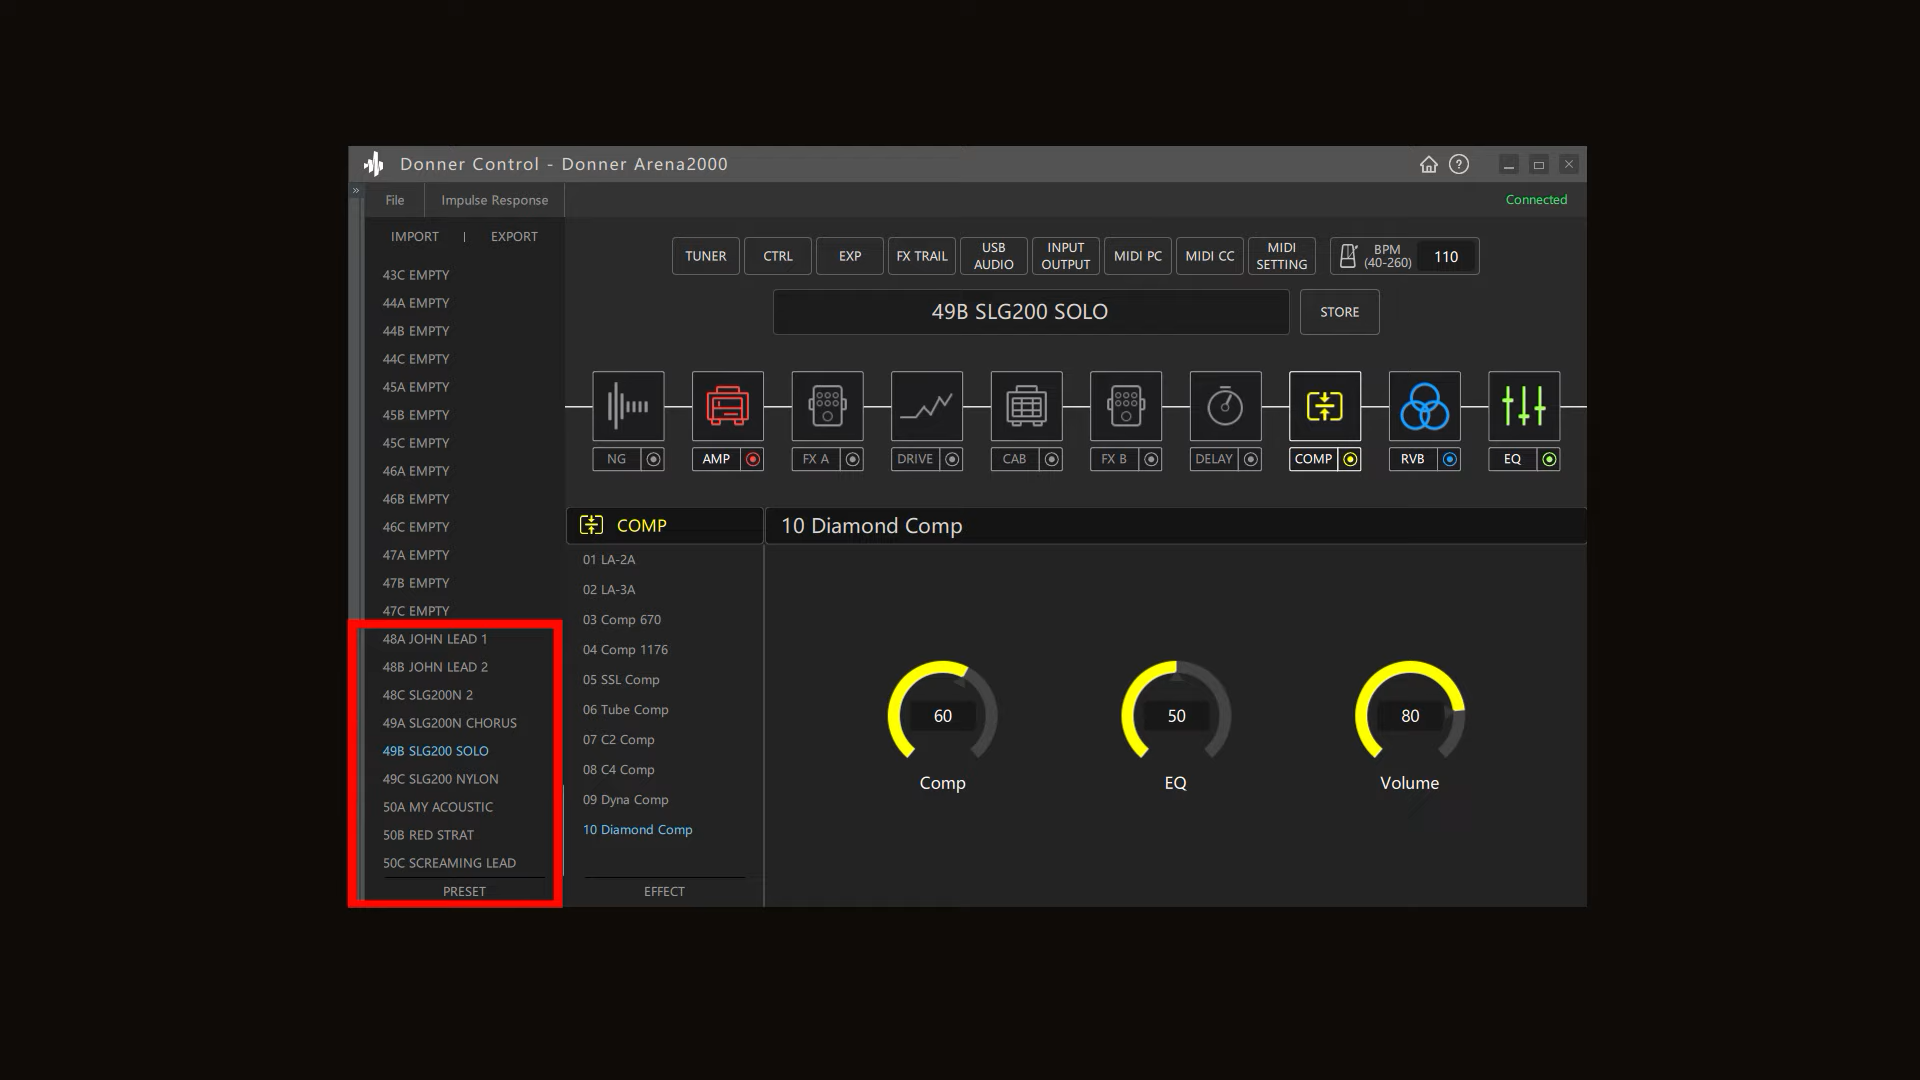 Donner Control - Donner Arena2000
File
Impulse Response
Connected
IMPORT | EXPORT
43C EMPTY
44A EMPTY
44B EMPTY
44C EMPTY
45A EMPTY
45B EMPTY
45C EMPTY
46A EMPTY
46B EMPTY
46C EMPTY
47A EMPTY
47B EMPTY
47C EMPTY
48A JOHN LEAD 1
48B JOHN LEAD 2
48C SLG200N 2
49A SLG200N CHORUS
49B SLG200 SOLO
49C SLG200 NYLON
50A MY ACOUSTIC
50B RED STRAT
50C SCREAMING LEAD
PRESET
TUNER
CTRL
EXP
FX TRAIL
USB
AUDIO
INPUT
OUTPUT
MIDI PC
MIDI CC
MIDI
SETTING
BPM
(40-260)
110
49B SLG200 SOLO
STORE
NG
AMP
FX A
DRIVE
CAB
FX B
DELAY
COMP
RVB
EQ
COMP
01 LA-2A
02 LA-3A
03 Comp 670
04 Comp 1176
05 SSL Comp
06 Tube Comp
07 C2 Comp
08 C4 Comp
09 Dyna Comp
10 Diamond Comp
EFFECT
10 Diamond Comp
60
50
80
Comp
EQ
Volume